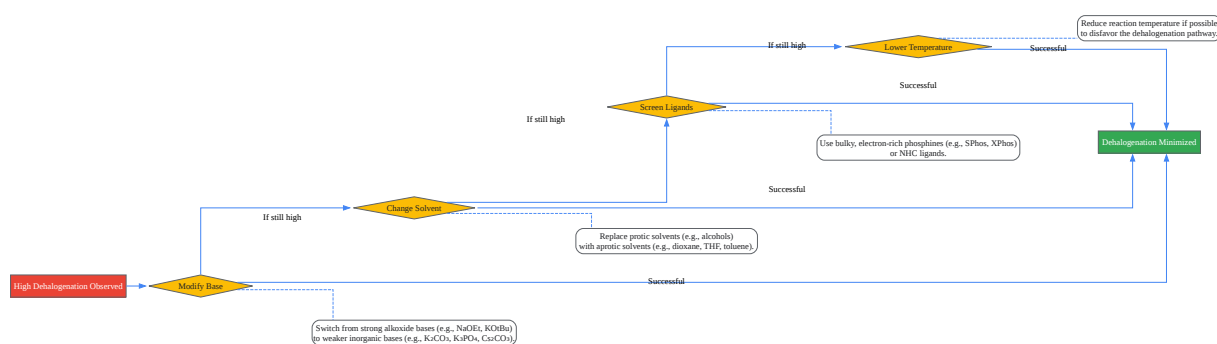 Reduce reaction temperature if possible
to disfavor the dehalogenation pathway.
If still high
Lower Temperature
Successful
Successful
Screen Ligands
If still high
Use bulky, electron-rich phosphines (e.g., SPhos, XPhos)
or NHC ligands.
Dehalogenation Minimized
Successful
Change Solvent
If still high
Replace protic solvents (e.g., alcohols)
with aprotic solvents (e.g., dioxane, THF, toluene).
High Dehalogenation Observed
Modify Base
Successful
Switch from strong alkoxide bases (e.g., NaOEt, KOtBu)
to weaker inorganic bases (e.g., K₂CO₃, K₃PO₄, Cs₂CO₃).